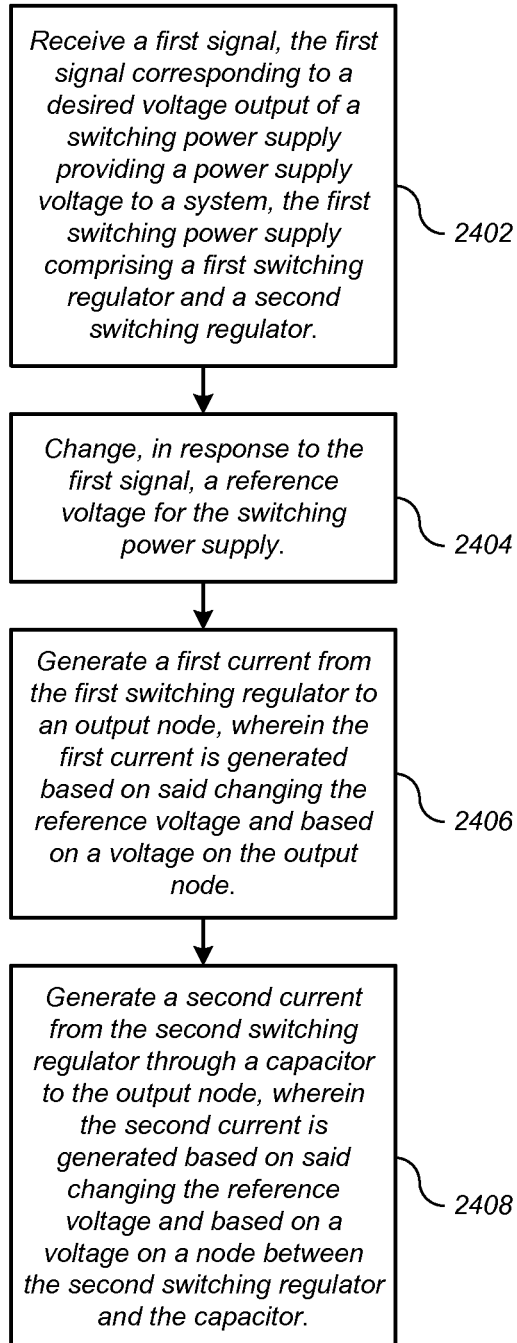 Receive a first signal, the first
signal corresponding to a
desired voltage output of a
switching power supply
providing a power supply
voltage to a system, the first
switching power supply
comprising a first switching
regulator and a second
switching regulator.
2402
Change, in response to the
first signal, a reference
voltage for the switching
power supply.
2404
Generate a first current from
the first switching regulator to
an output node, wherein the
first current is generated
based on said changing the
reference voltage and based
on a voltage on the output
node.
2406
Generate a second current
from the second switching
regulator through a capacitor
to the output node, wherein
the second current is
generated based on said
changing the reference
voltage and based on a
voltage on a node between
the second switching regulator
and the capacitor.
2408